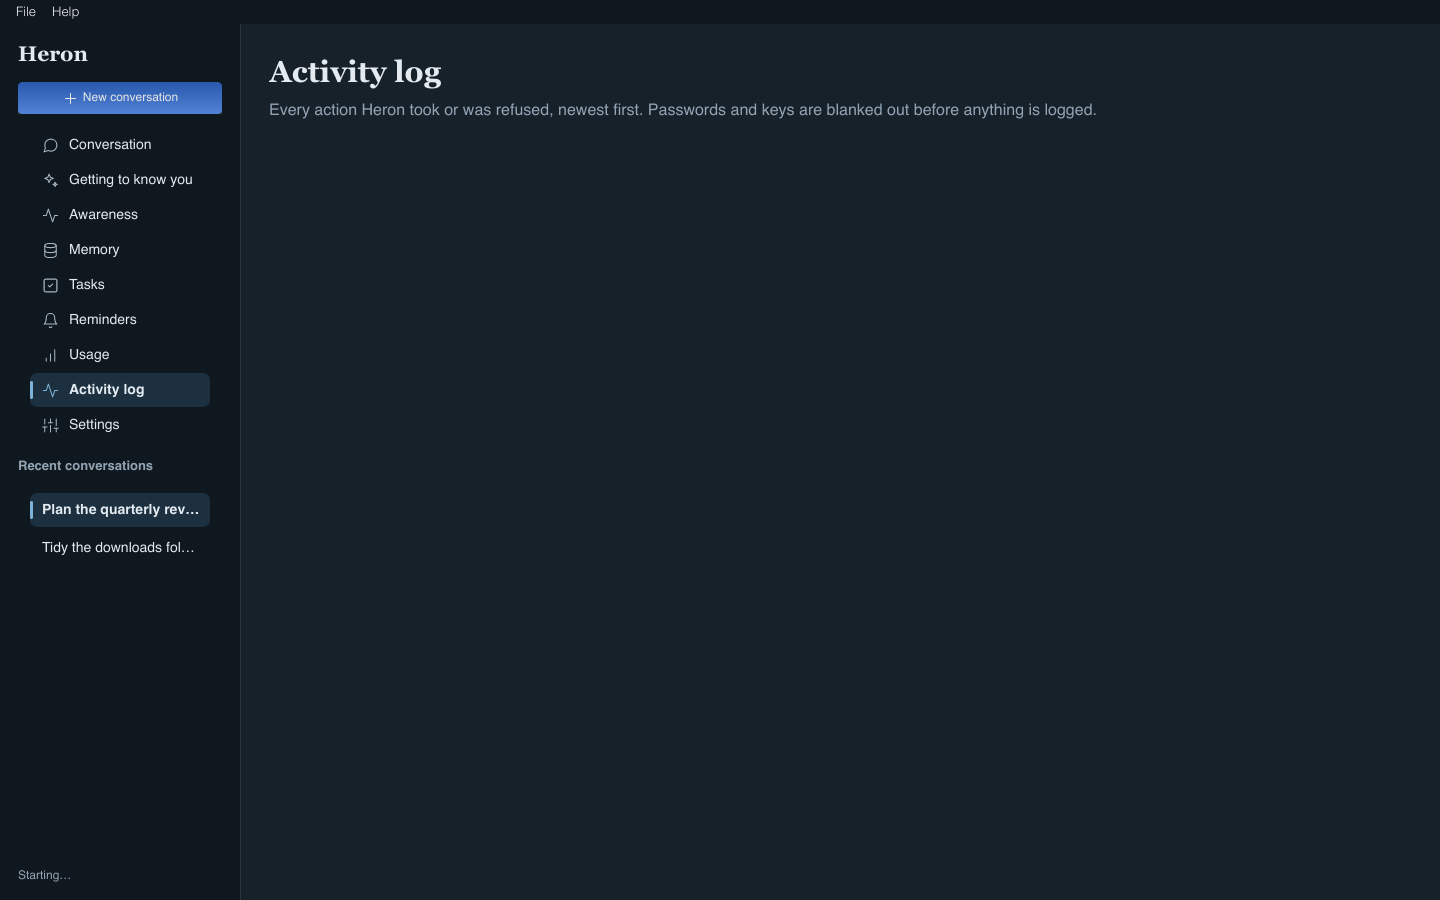 File Help
Heron
New conversation
Conversation
Getting to know you
Awareness
Memory
Tasks
Reminders
Usage
Activity log
Settings
Recent conversations
Plan the quarterly rev…
Tidy the downloads fol…
Starting…
Activity log
Every action Heron took or was refused, newest first. Passwords and keys are blanked out before anything is logged.